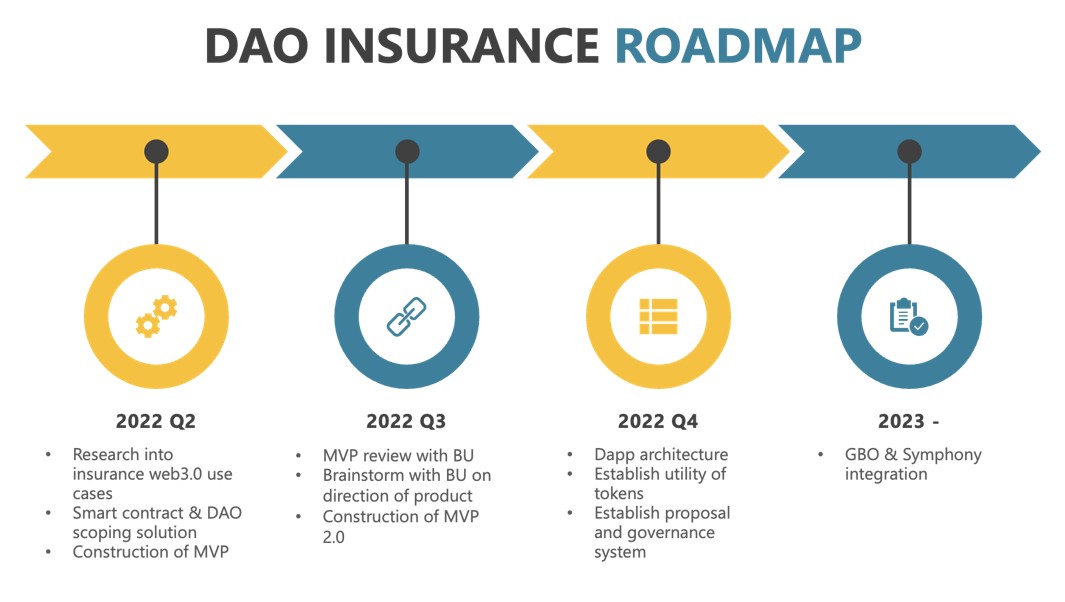 DAO INSURANCE ROADMAP
2022 Q2
• Research into
insurance web3.0 use
cases
• Smart contract & DAO
scoping solution
• Construction of MVP
2022 Q3
• MVP review with BU
• Brainstorm with BU on
direction of product
• Construction of MVP
2.0
2022 Q4
• Dapp architecture
• Establish utility of
tokens
• Establish proposal
and governance
system
2023 -
• GBO & Symphony
integration